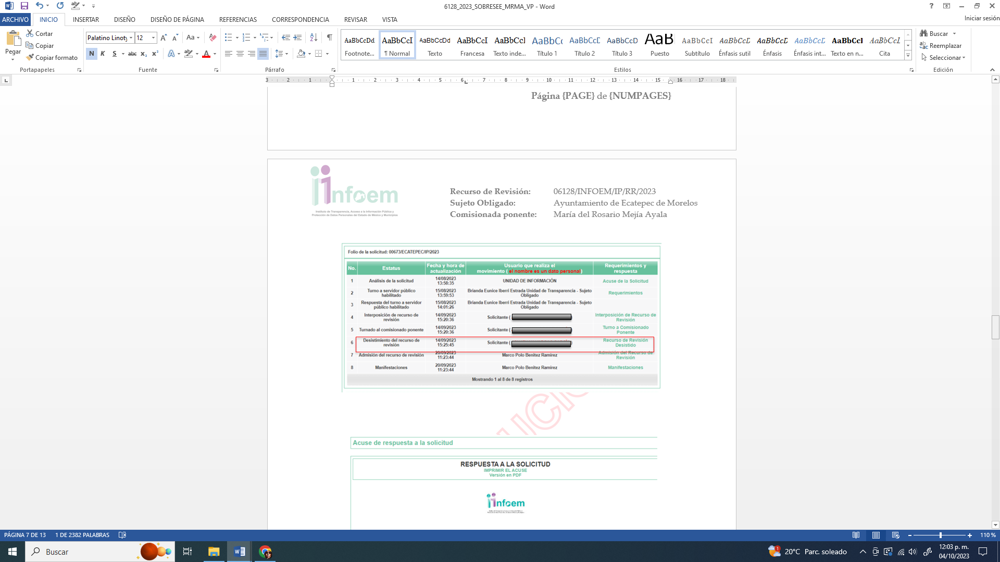 6128_2023_SOBRESEE_MRMA_VP - Word
Iniciar sesión
ARCHIVO INICIO INSERTAR DISEÑO DISEÑO DE PÁGINA REFERENCIAS CORRESPONDENCIA REVISAR VISTA
Pegar
Cortar
Copiar
Copiar formato
Portapapeles
Palatino Linoty 12
N K S abc x₂ x²
Fuente
Párrafo
AaBbCcDd AaBbCcI AaBbCcDd AaBbCcI AaBbCcI AaBbCc AaBbCcD AaBbCcD AaB AaBbCcI AaBbCcD AaBbCcD AaBbCcD AaBbCcI AaBbCcI
Footnote... ¶ Normal Texto Francesa Texto inde... Título 1 Título 2 Título 3 Puesto Subtítulo Énfasis sutil Énfasis Énfasis int... Texto en n... Cita
Estilos
Buscar
Reemplazar
Seleccionar
Edición
3 2 1 1 2 3 4 5 6 7 8 9 10 11 12 13 14 15 16 17 18
Página {PAGE} de {NUMPAGES}
infoem
Instituto de Transparencia, Acceso a la Información Pública y
Protección de Datos Personales del Estado de México y Municipios
Recurso de Revisión: 06128/INFOEM/IP/RR/2023
Sujeto Obligado: Ayuntamiento de Ecatepec de Morelos
Comisionada ponente: María del Rosario Mejía Ayala
Folio de la solicitud: 00673/ECATEPEC/IP/2023
No. Estatus Fecha y hora de actualización Usuario que realiza el movimiento ( el nombre es un dato personal) Requerimientos y respuesta
1 Análisis de la solicitud 14/08/2023 13:58:35 UNIDAD DE INFORMACIÓN Acuse de la Solicitud
2 Turno a servidor público habilitado 15/08/2023 13:59:53 Brianda Eunice Iberri Estrada Unidad de Transparencia - Sujeto Obligado Requerimientos
3 Respuesta del turno a servidor público habilitado 15/08/2023 14:01:26 Brianda Eunice Iberri Estrada Unidad de Transparencia - Sujeto Obligado
4 Interposición de recurso de revisión 14/09/2023 15:20:36 Solicitante ( Interposición de Recurso de Revisión
5 Turnado al comisionado ponente 14/09/2023 15:20:36 Solicitante ( ) Turno a Comisionado Ponente
6 Desistimiento del recurso de revisión 14/09/2023 15:25:45 Solicitante ( ) Recurso de Revisión Desistido
7 Admisión del recurso de revisión 20/09/2023 11:23:44 Marco Polo Benitez Ramírez Admisión del Recurso de Revisión
8 Manifestaciones 20/09/2023 11:23:44 Marco Polo Benitez Ramírez Manifestaciones
Mostrando 1 al 8 de 8 registros
Acuse de respuesta a la solicitud
RESPUESTA A LA SOLICITUD
IMPRIMIR EL ACUSE
Versión en PDF
infoem
PÁGINA 7 DE 13 1 DE 2382 PALABRAS
110 %
Buscar
20°C Parc. soleado
12:03 p. m.
04/10/2023